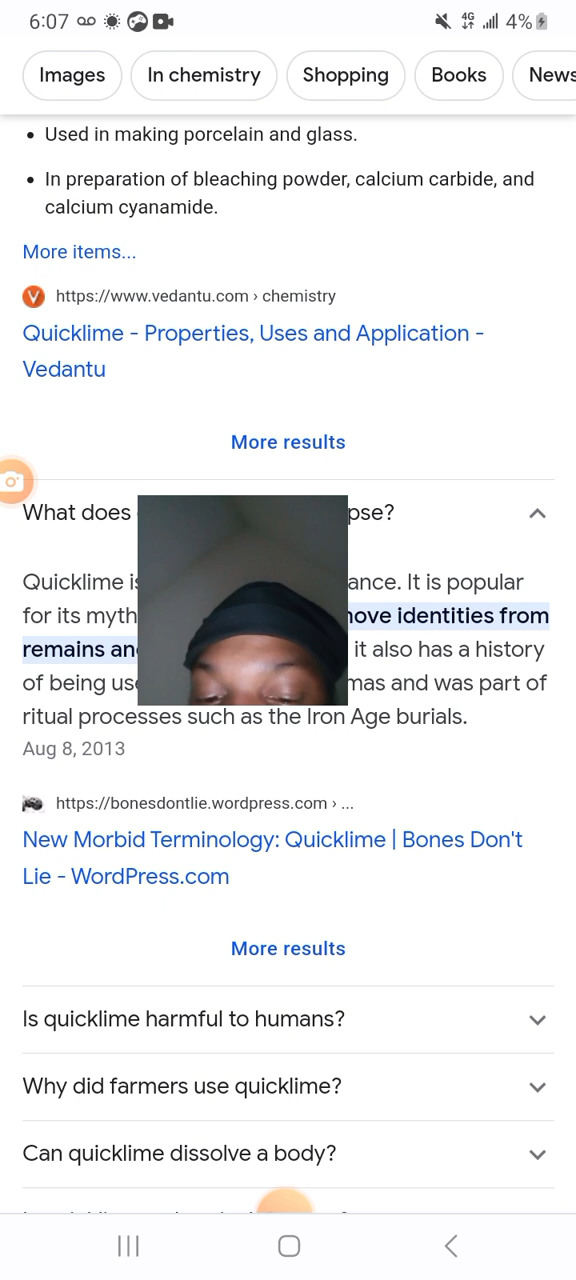 6:07 4G 4%
Images In chemistry Shopping Books News
• Used in making porcelain and glass.
• In preparation of bleaching powder, calcium carbide, and
calcium cyanamide.
More items...
https://www.vedantu.com › chemistry
Quicklime - Properties, Uses and Application -
Vedantu
More results
What does pse?
Quicklime is ance. It is popular
for its myth ove identities from
remains an it also has a history
of being use mas and was part of
ritual processes such as the Iron Age burials.
Aug 8, 2013
https://bonesdontlie.wordpress.com › ...
New Morbid Terminology: Quicklime | Bones Don't
Lie - WordPress.com
More results
Is quicklime harmful to humans?
Why did farmers use quicklime?
Can quicklime dissolve a body?